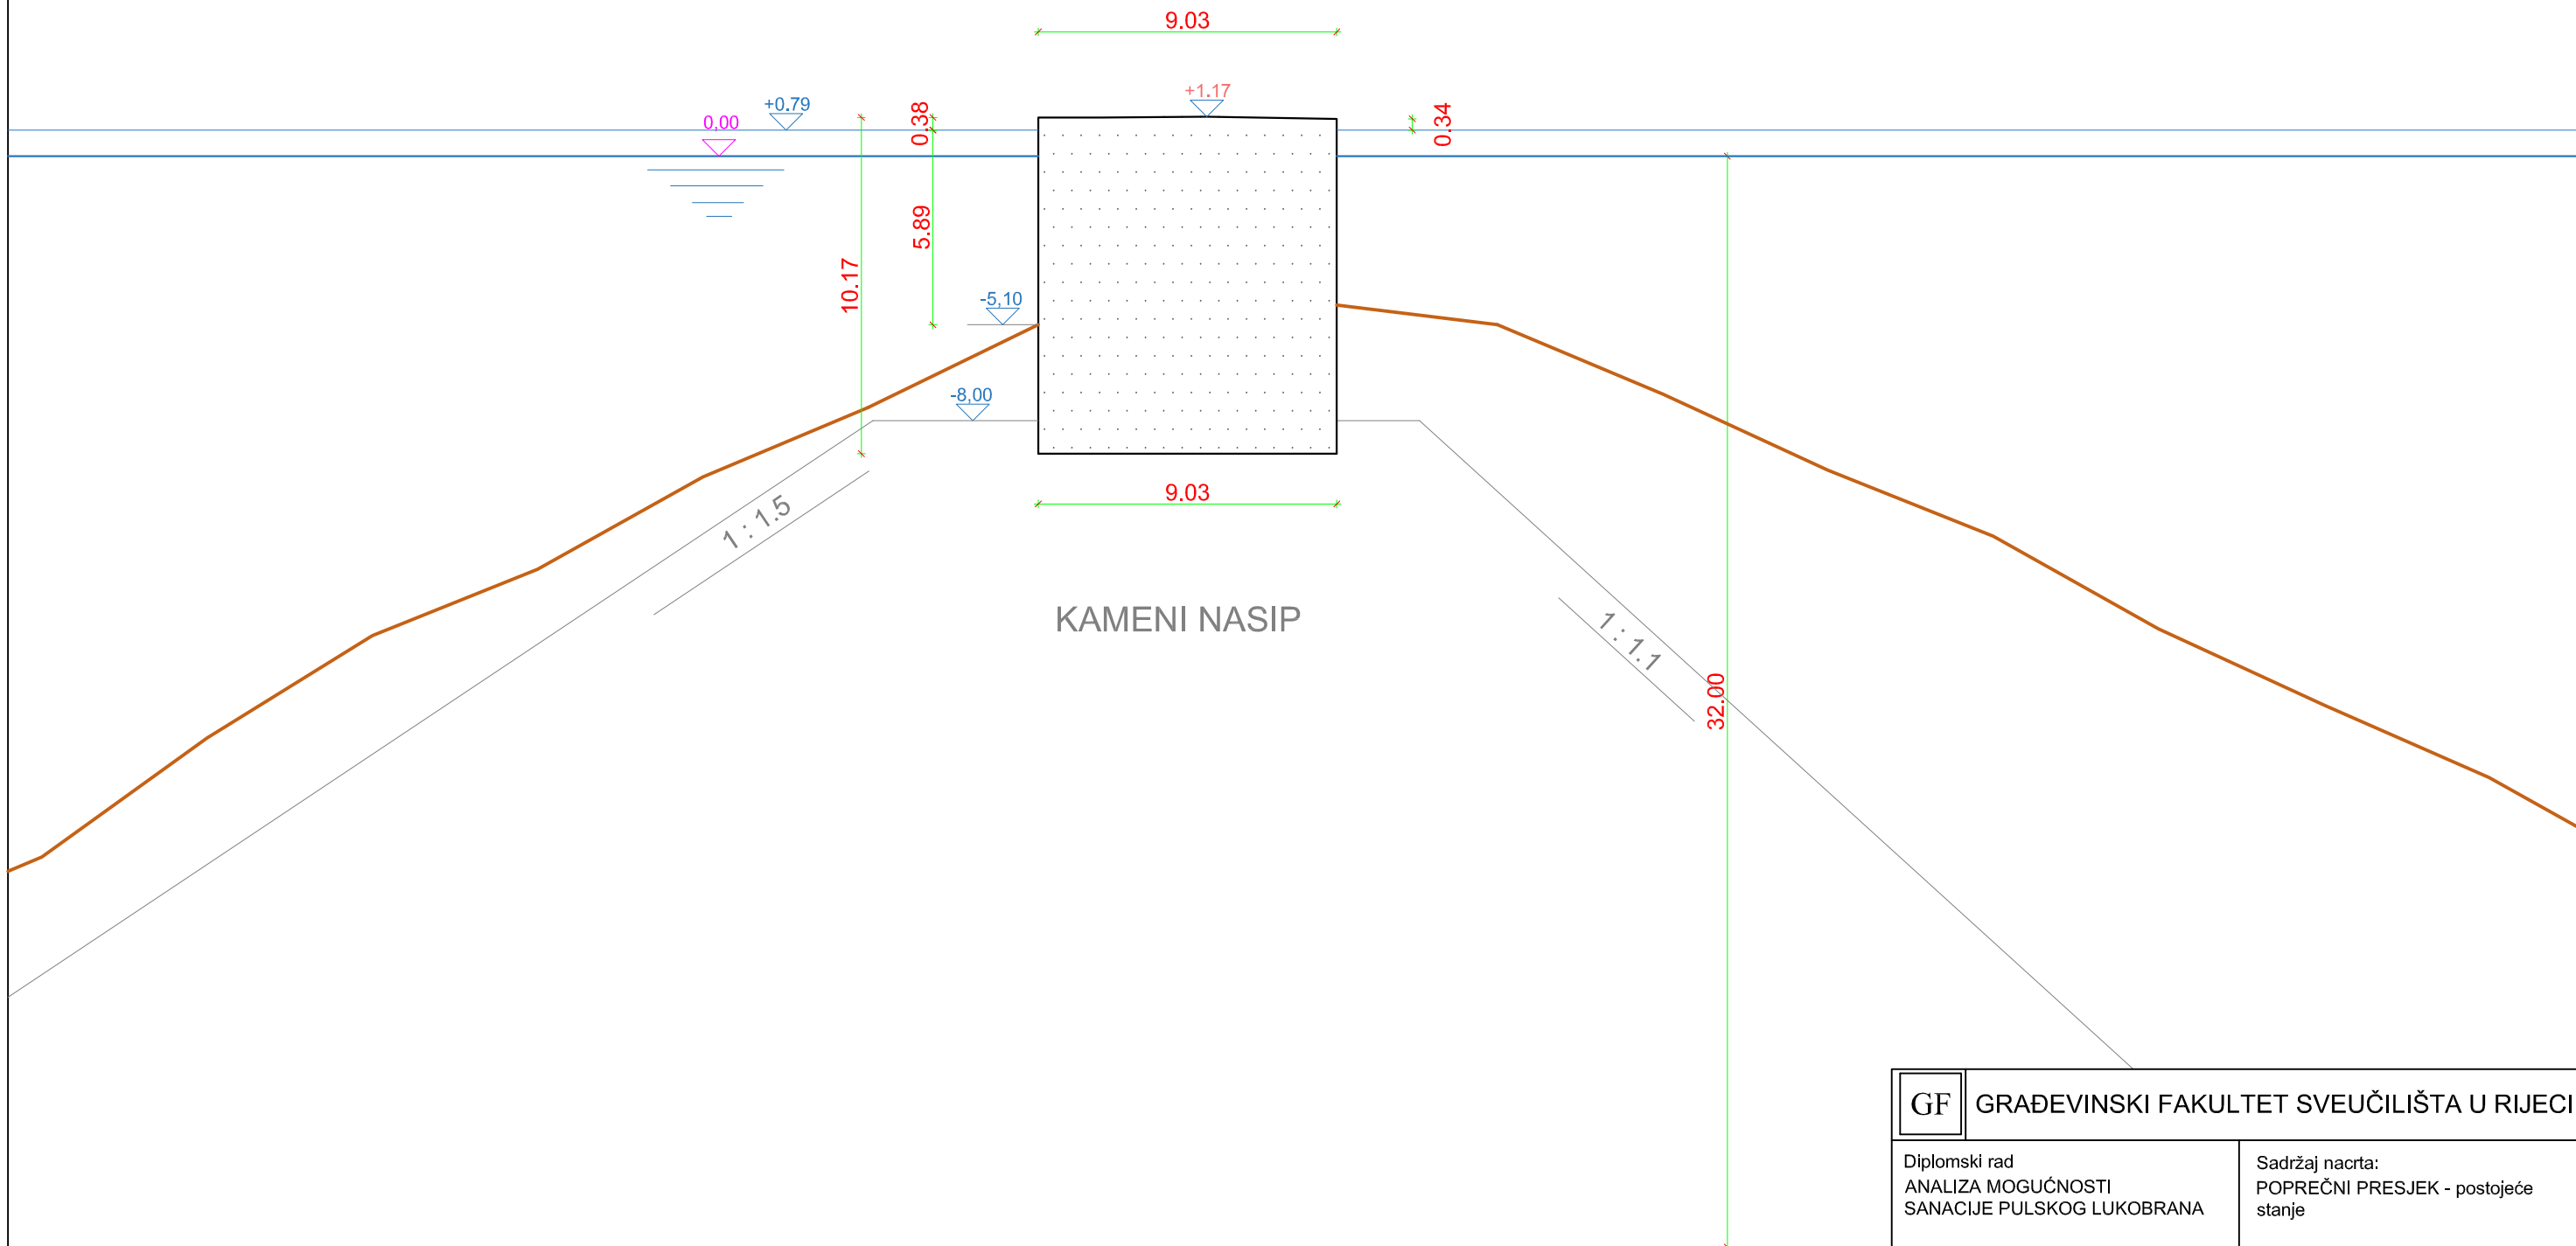 9.03
+0.79
0,00
0.38
+1.17
0.34
5.89
10.17
-5,10
-8,00
9.03
1 : 1.5
KAMENI NASIP
1 : 1.1
32.00
GF
GRAĐEVINSKI FAKULTET SVEUČILIŠTA U RIJECI
Diplomski rad
ANALIZA MOGUĆNOSTI
SANACIJE PULSKOG LUKOBRANA
Sadržaj nacrta:
POPREČNI PRESJEK - postojeće
stanje